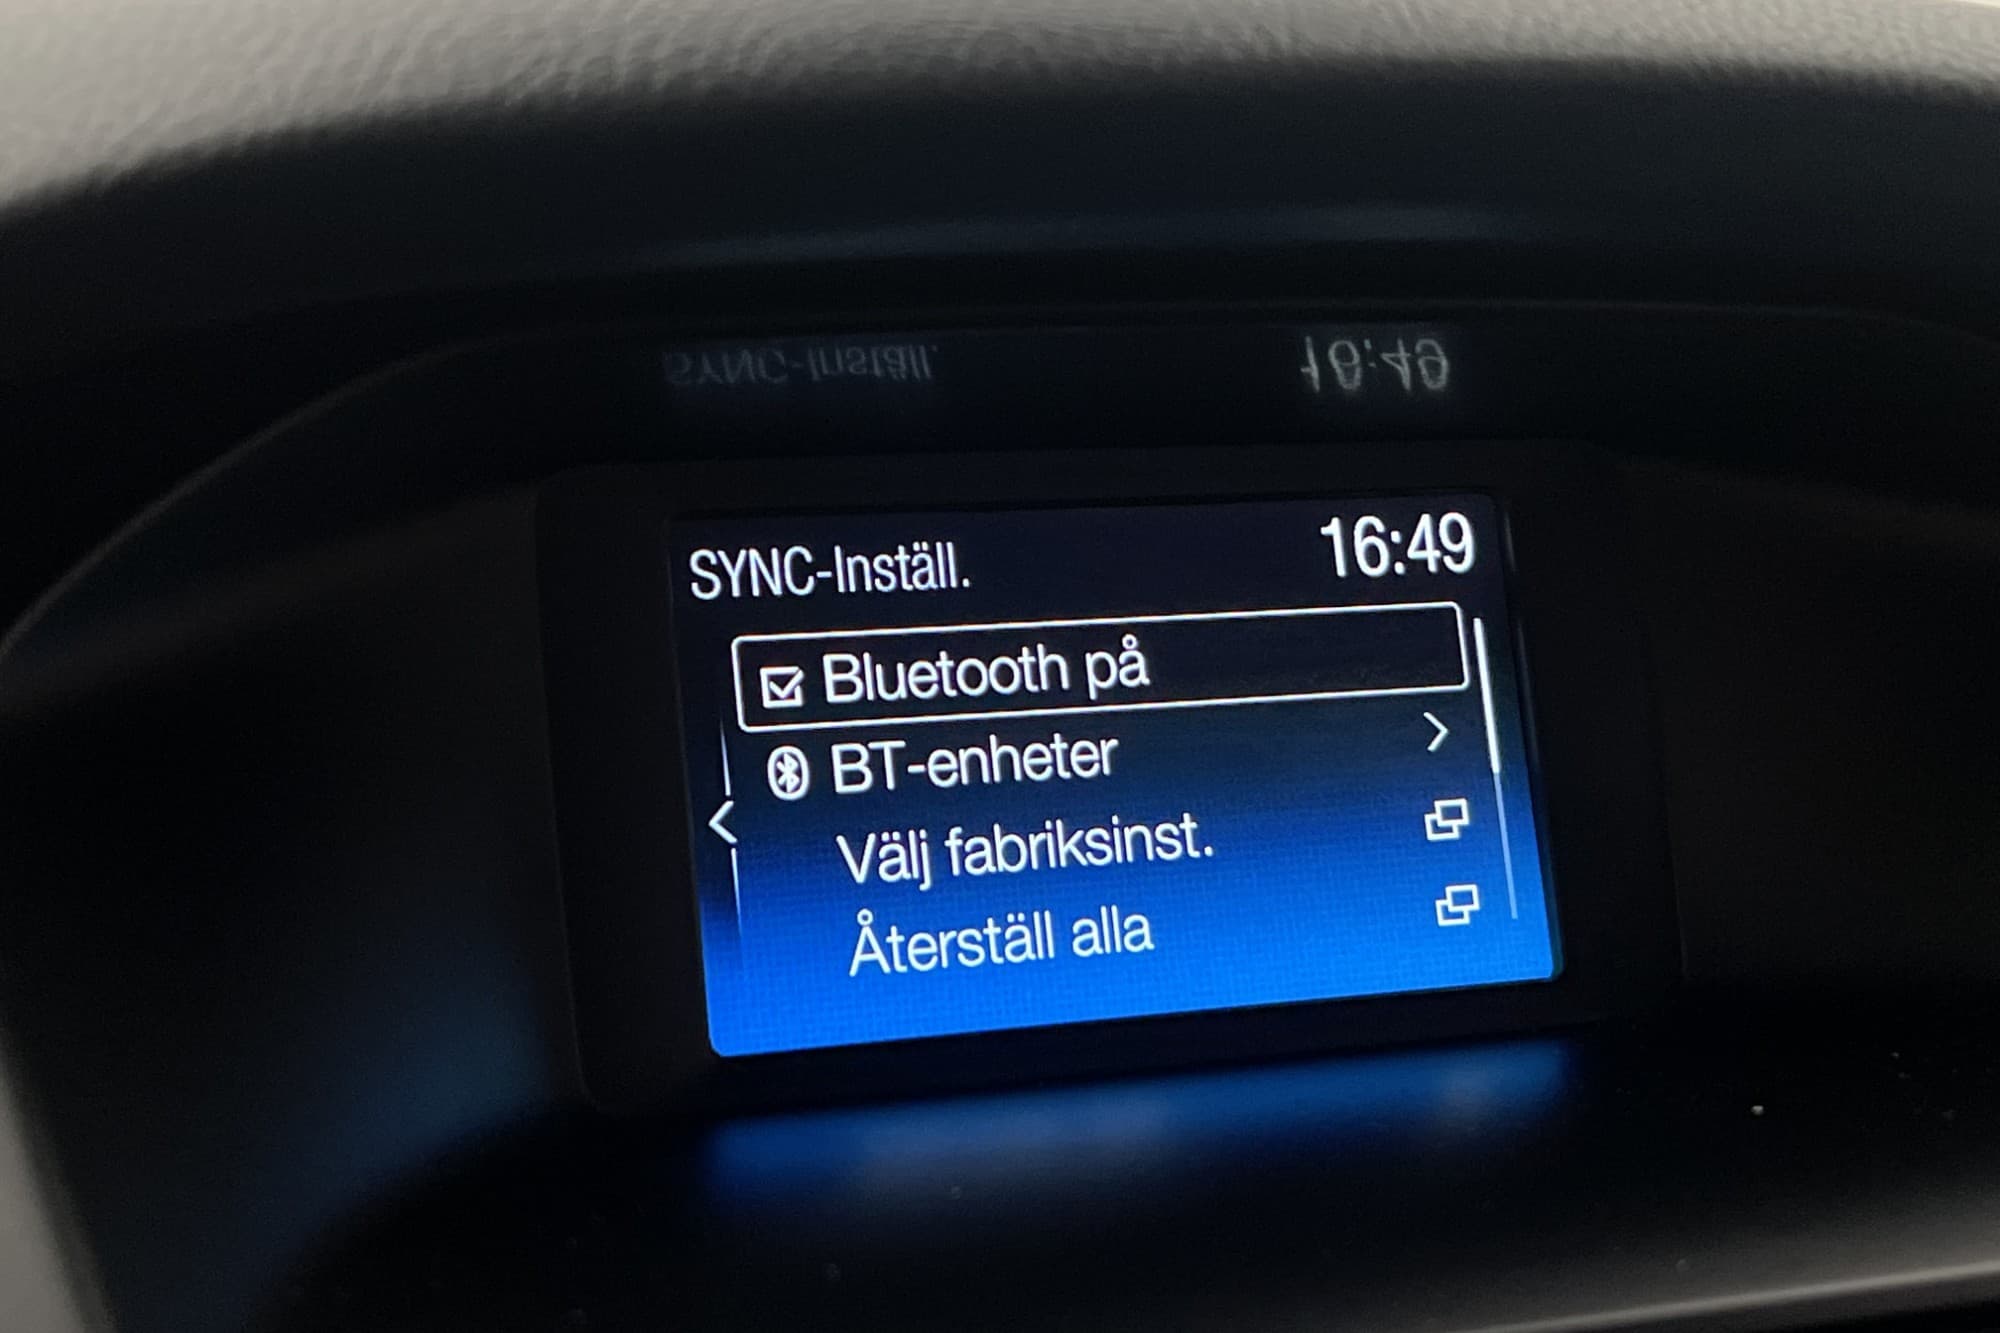 SYNC-Inställ. 16:49
Bluetooth på
BT-enheter
Välj fabriksinst.
Återställ alla